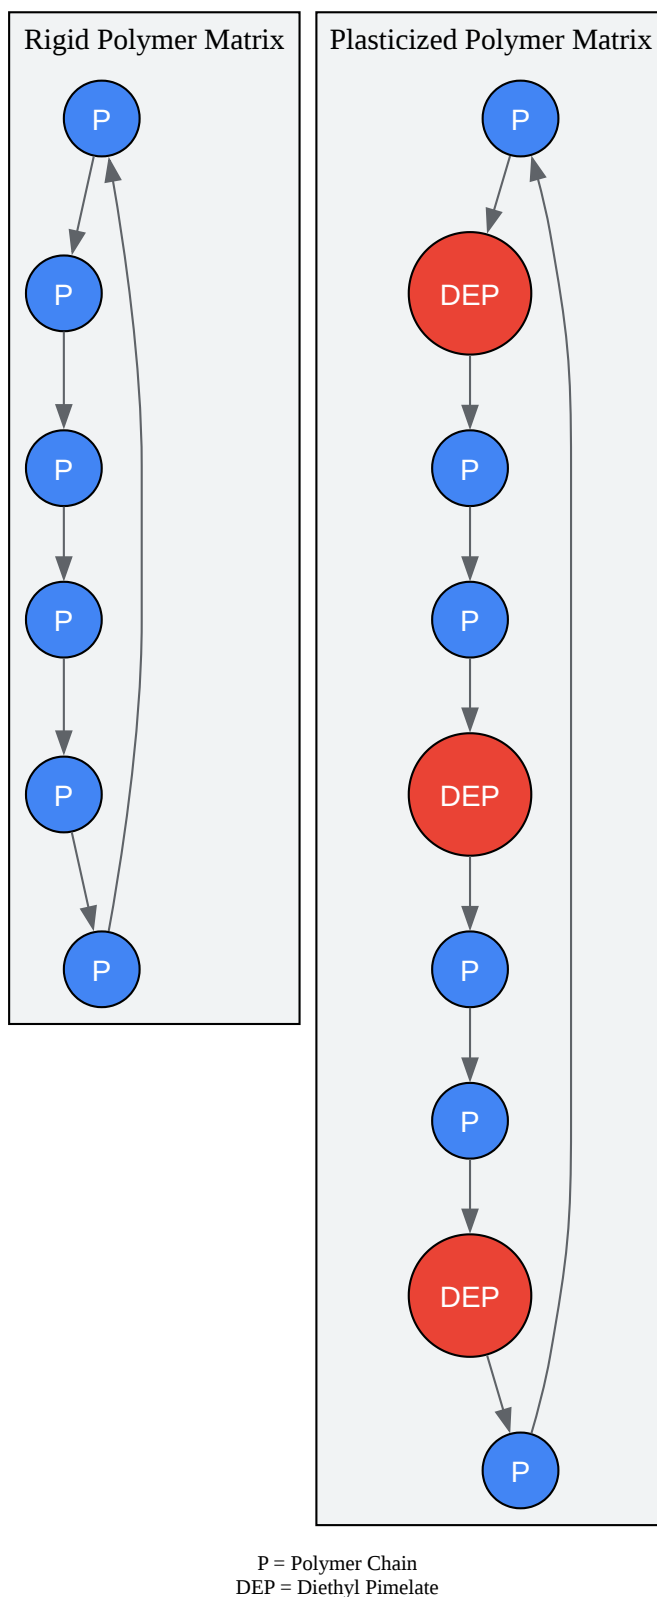 Rigid Polymer Matrix
P
P
P
P
P
P
Plasticized Polymer Matrix
P
DEP
P
P
DEP
P
P
DEP
P
P = Polymer Chain
DEP = Diethyl Pimelate